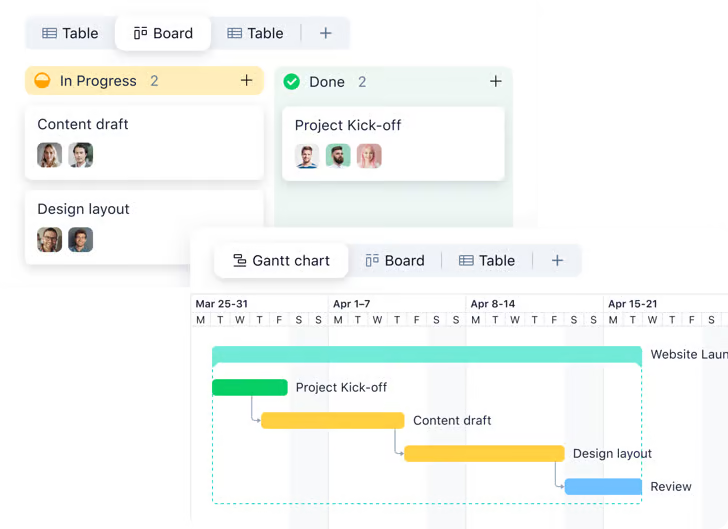 Table Board Table +
In Progress 2 +
Done 2 +
Content draft
Project Kick-off
Design layout
Gantt chart Board Table +
Mar 25-31 Apr 1–7 Apr 8-14 Apr 15-21
M T W T F S S M T W T F S S M T W T F S S M T W T F S
Website Laun
Project Kick-off
Content draft
Design layout
Review